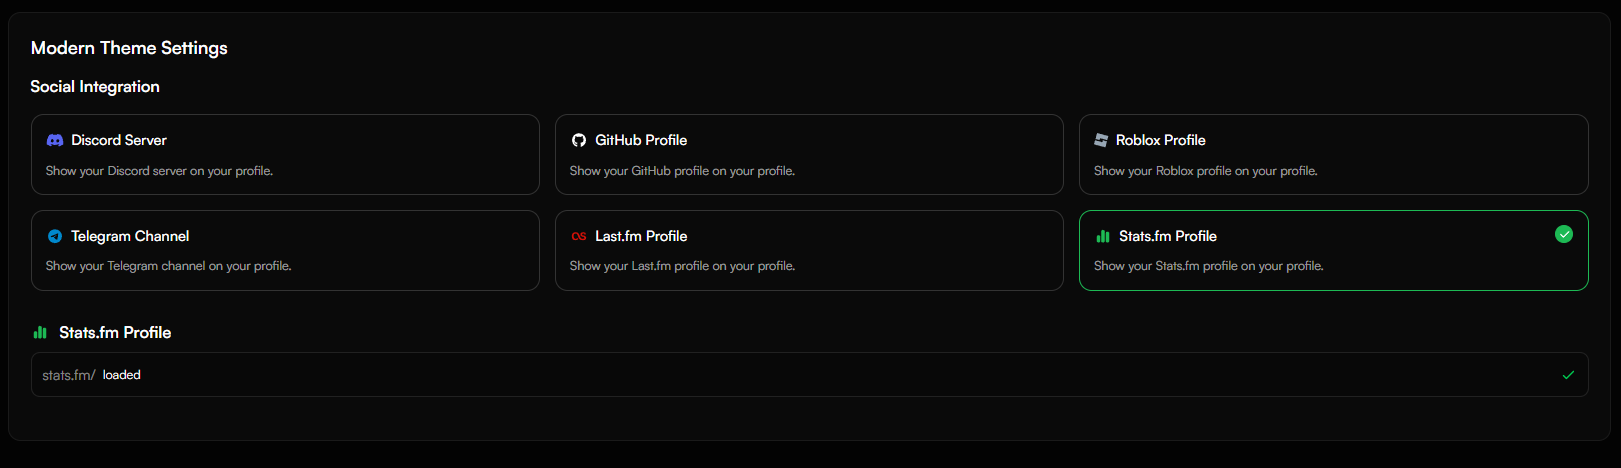 Modern Theme Settings
Social Integration
Discord Server
Show your Discord server on your profile.
GitHub Profile
Show your GitHub profile on your profile.
Roblox Profile
Show your Roblox profile on your profile.
Telegram Channel
Show your Telegram channel on your profile.
Last.fm Profile
Show your Last.fm profile on your profile.
Stats.fm Profile
Show your Stats.fm profile on your profile.
Stats.fm Profile
stats.fm/ loaded